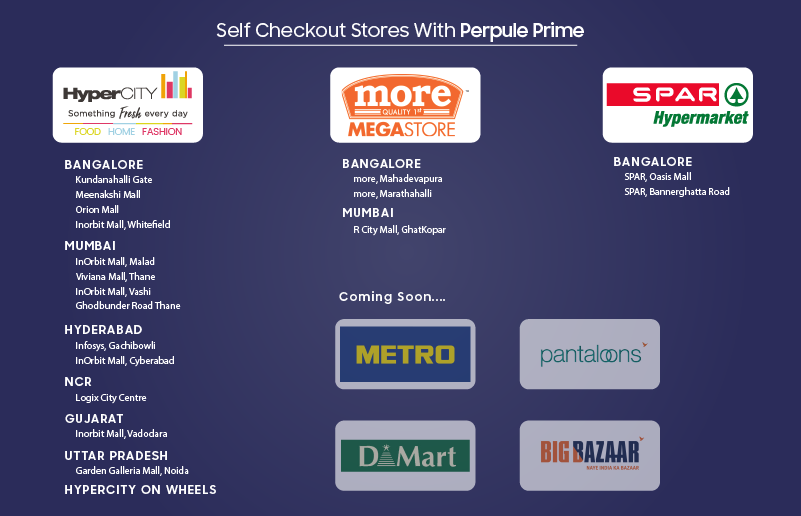 Self Checkout Stores With Perpule Prime
HyperCITY
Something Fresh every day
FOOD HOME FASHION
BANGALORE
Kundanahalli Gate
Meenakshi Mall
Orion Mall
Inorbit Mall, Whitefield
MUMBAI
InOrbit Mall, Malad
Viviana Mall, Thane
InOrbit Mall, Vashi
Ghodbunder Road Thane
HYDERABAD
Infosys, Gachibowli
InOrbit Mall, Cyberabad
NCR
Logix City Centre
GUJARAT
Inorbit Mall, Vadodara
UTTAR PRADESH
Garden Galleria Mall, Noida
HYPERCITY ON WHEELS
more
QUALITY 1st
MEGASTORE
BANGALORE
more, Mahadevapura
more, Marathahalli
MUMBAI
R City Mall, GhatKopar
SPAR
Hypermarket
BANGALORE
SPAR, Oasis Mall
SPAR, Bannerghatta Road
Coming Soon....
METRO
pantaloons
D Mart
BIG BAZAAR
NAYE INDIA KA BAZAAR